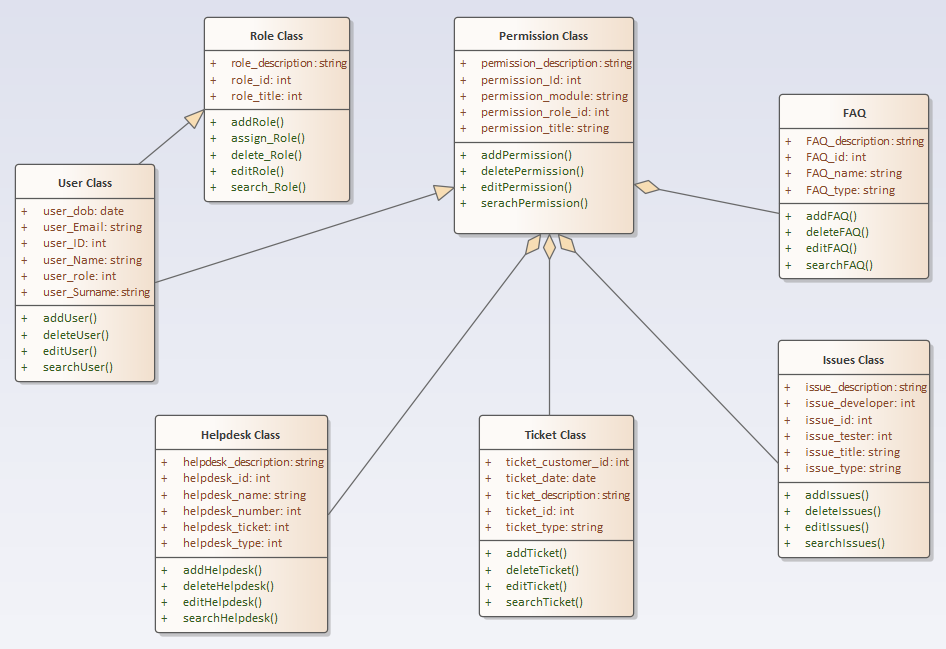 Role Class
+ role_description: string
+ role_id: int
+ role_title: int
+ addRole()
+ assign_Role()
+ delete_Role()
+ editRole()
+ search_Role()
Permission Class
+ permission_description: string
+ permission_Id: int
+ permission_module: string
+ permission_role_id: int
+ permission_title: string
+ addPermission()
+ deletePermission()
+ editPermission()
+ serachPermission()
FAQ
+ FAQ_description: string
+ FAQ_id: int
+ FAQ_name: string
+ FAQ_type: string
+ addFAQ()
+ deleteFAQ()
+ editFAQ()
+ searchFAQ()
User Class
+ user_dob: date
+ user_Email: string
+ user_ID: int
+ user_Name: string
+ user_role: int
+ user_Surname: string
+ addUser()
+ deleteUser()
+ editUser()
+ searchUser()
Issues Class
+ issue_description: string
+ issue_developer: int
+ issue_id: int
+ issue_tester: int
+ issue_title: string
+ issue_type: string
+ addIssues()
+ deleteIssues()
+ editIssues()
+ searchIssues()
Helpdesk Class
+ helpdesk_description: string
+ helpdesk_id: int
+ helpdesk_name: string
+ helpdesk_number: int
+ helpdesk_ticket: int
+ helpdesk_type: int
+ addHelpdesk()
+ deleteHelpdesk()
+ editHelpdesk()
+ searchHelpdesk()
Ticket Class
+ ticket_customer_id: int
+ ticket_date: date
+ ticket_description: string
+ ticket_id: int
+ ticket_type: string
+ addTicket()
+ deleteTicket()
+ editTicket()
+ searchTicket()